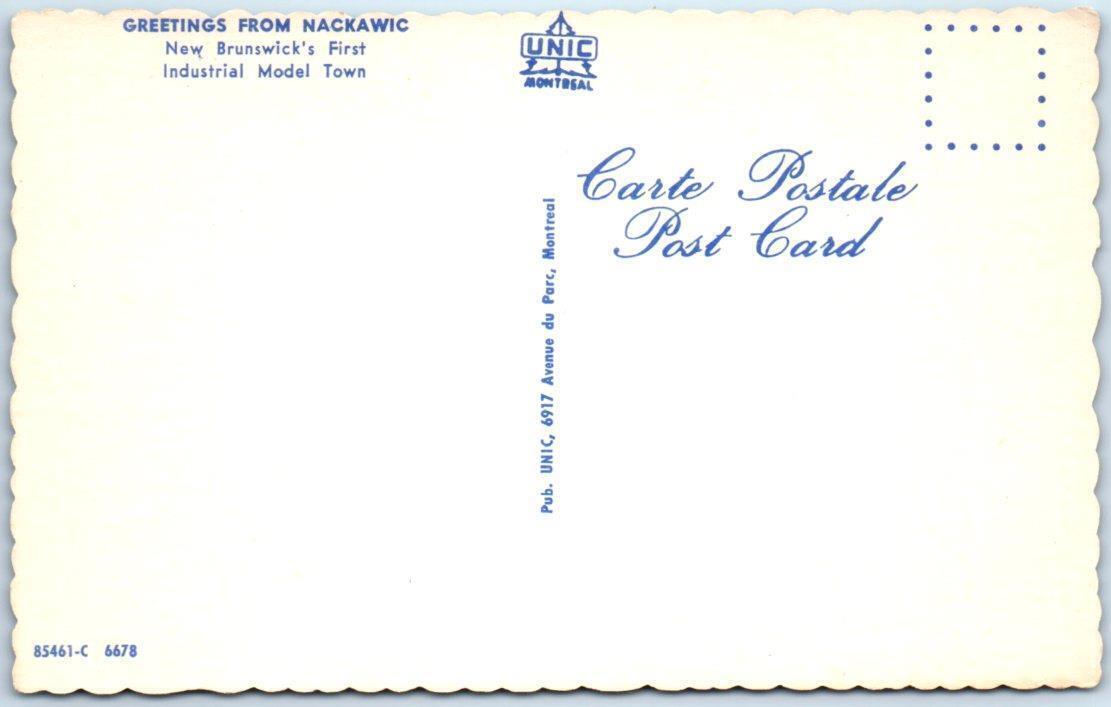 GREETINGS FROM NACKAWIC
New Brunswick's First
Industrial Model Town
UNIC
MONTREAL
Carte Postale
Post Card
Pub. UNIC, 6917 Avenue du Parc, Montreal
85461-C 6678